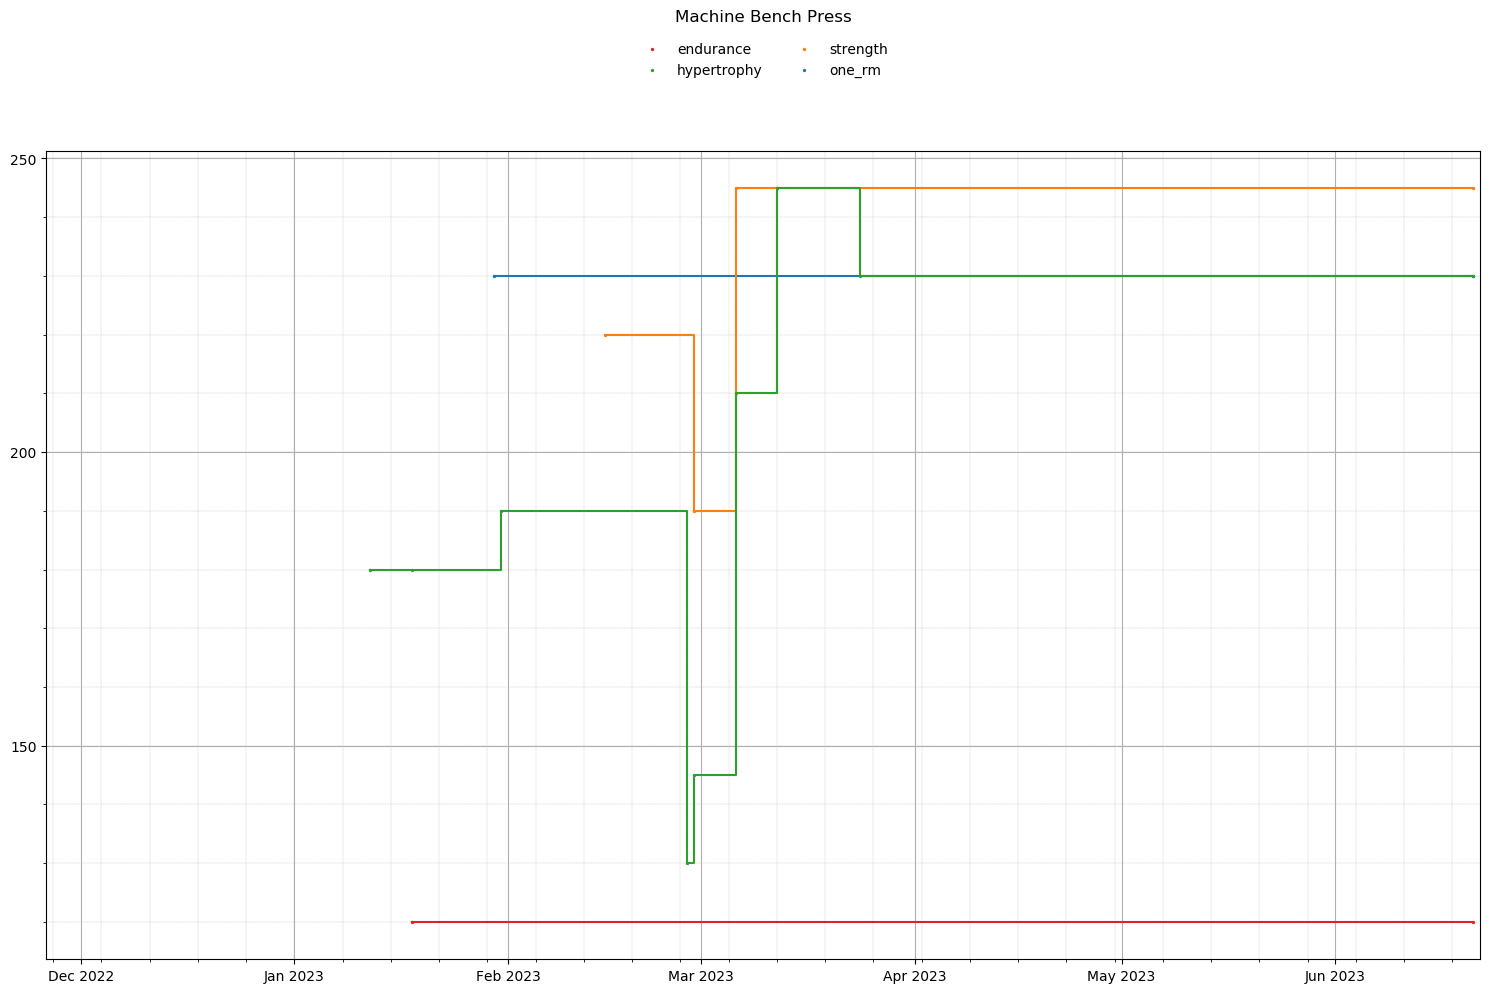 Machine Bench Press
endurance strength
hypertrophy one_rm
250
200
150
Dec 2022 Jan 2023 Feb 2023 Mar 2023 Apr 2023 May 2023 Jun 2023